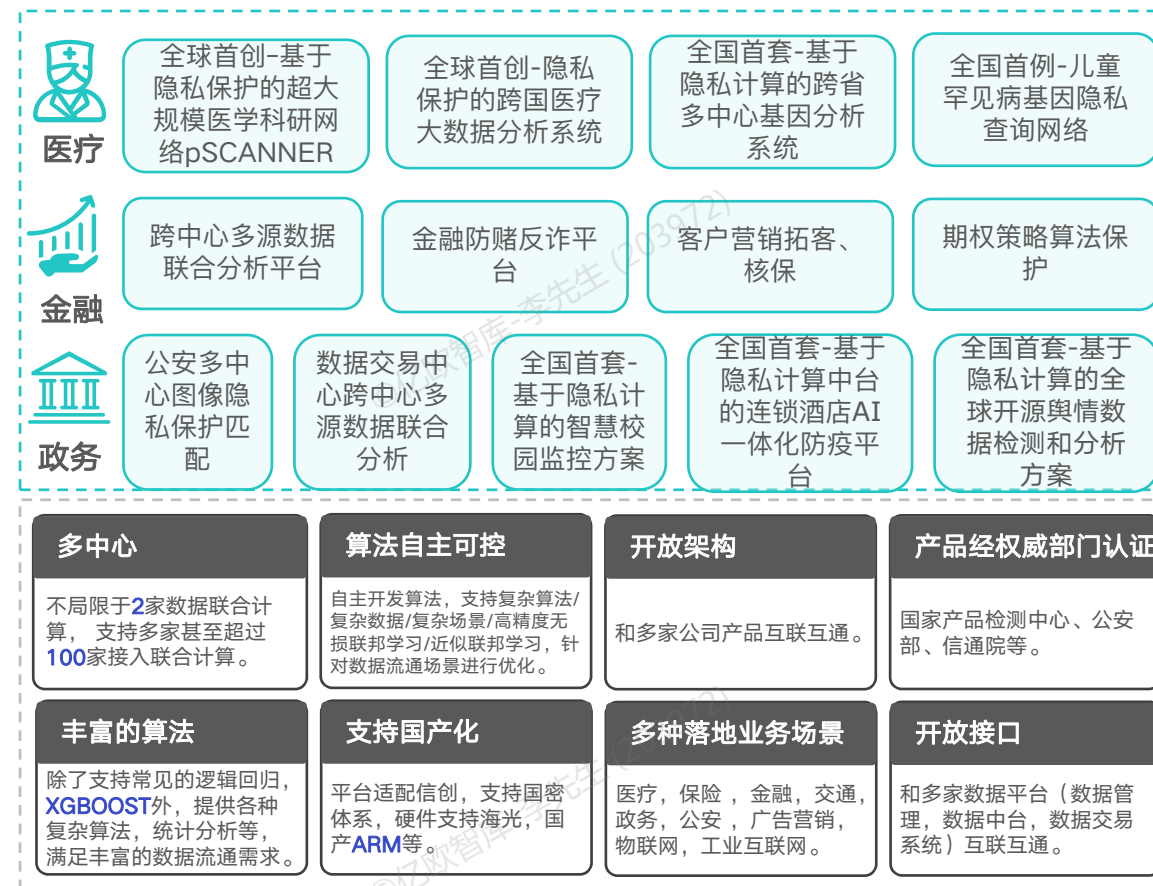 全球首创-基于
隐私保护的超大
规模医学科研网
络pSCANNER
全球首创-隐私
保护的跨国医疗
大数据分析系统
全国首套-基于
隐私计算的跨省
多中心基因分析
系统
全国首例-儿童
罕见病基因隐私
查询网络
医疗
跨中心多源数据
联合分析平台
金融防赌反诈平
台
客户营销拓客、
核保
期权策略算法保
护
金融
公安多中
心图像隐
私保护匹
配
数据交易中
心跨中心多
源数据联合
分析
全国首套-
基于隐私计
算的智慧校
园监控方案
全国首套-基于
隐私计算中台
的连锁酒店AI
一体化防疫平
台
全国首套-基于
隐私计算的全
球开源舆情数
据检测和分析
方案
政务
©亿欧智库-李先生 (203972)
多中心
不局限于2家数据联合计
算， 支持多家甚至超过
100家接入联合计算。
算法自主可控
自主开发算法，支持复杂算法/
复杂数据/复杂场景/高精度无
损联邦学习/近似联邦学习，针
对数据流通场景进行优化。
开放架构
和多家公司产品互联互通。
产品经权威部门认证
国家产品检测中心、公安
部、信通院等。
丰富的算法
除了支持常见的逻辑回归，
XGBOOST外，提供各种
复杂算法，统计分析等，
满足丰富的数据流通需求。
支持国产化
平台适配信创，支持国密
体系，硬件支持海光，国
产ARM等。
多种落地业务场景
医疗，保险 ，金融，交通，
政务，公安 ，广告营销，
物联网，工业互联网。
开放接口
和多家数据平台（数据管
理，数据中台，数据交易
系统）互联互通。
©亿欧智库-李先生 (203972)